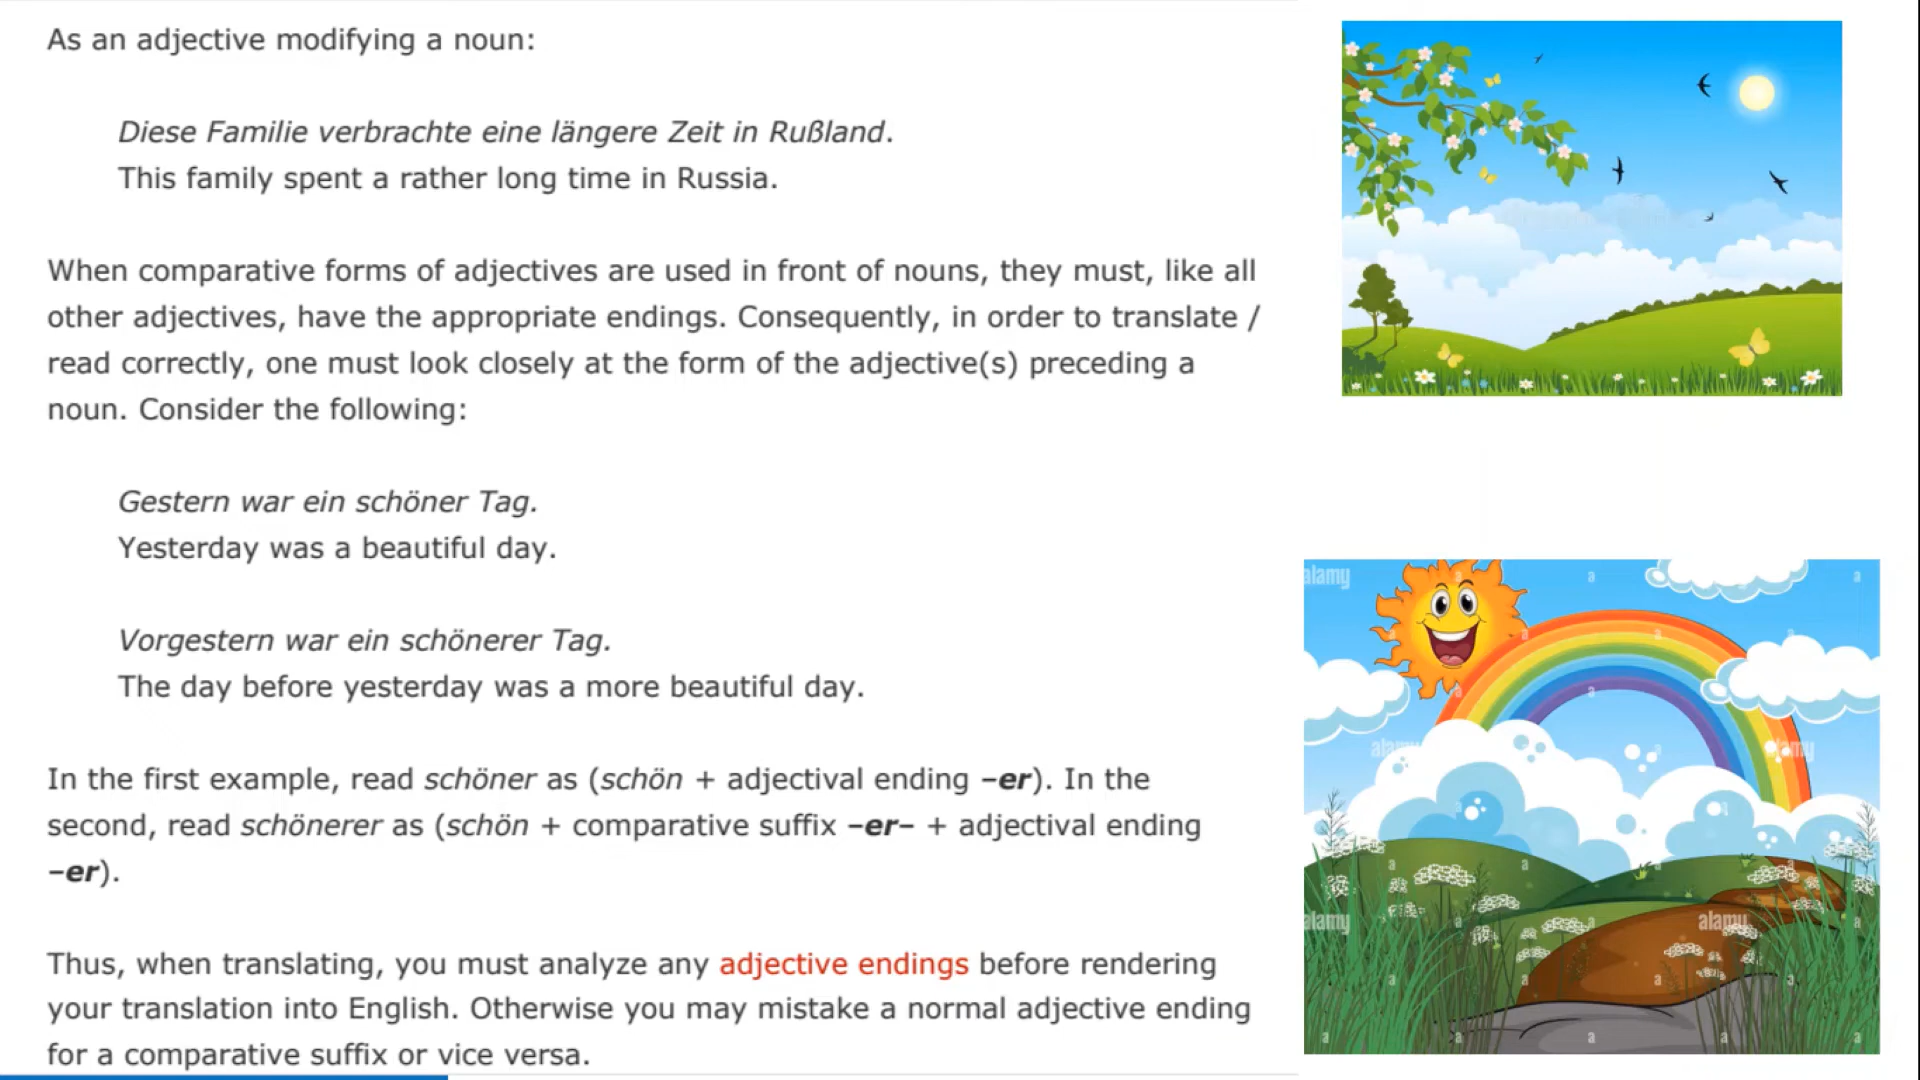 As an adjective modifying a noun:
Diese Familie verbrachte eine längere Zeit in Rußland.
This family spent a rather long time in Russia.
When comparative forms of adjectives are used in front of nouns, they must, like all
other adjectives, have the appropriate endings. Consequently, in order to translate /
read correctly, one must look closely at the form of the adjective(s) preceding a
noun. Consider the following:
Gestern war ein schöner Tag.
Yesterday was a beautiful day.
Vorgestern war ein schönerer Tag.
The day before yesterday was a more beautiful day.
In the first example, read schöner as (schön + adjectival ending –er). In the
second, read schönerer as (schön + comparative suffix –er– + adjectival ending
–er).
Thus, when translating, you must analyze any adjective endings before rendering
your translation into English. Otherwise you may mistake a normal adjective ending
for a comparative suffix or vice versa.
alamy
a
a
a
a
a
alamy
a
alamy
a
a
a
alamy
alamy
a
a
a
a
a
a
a
a